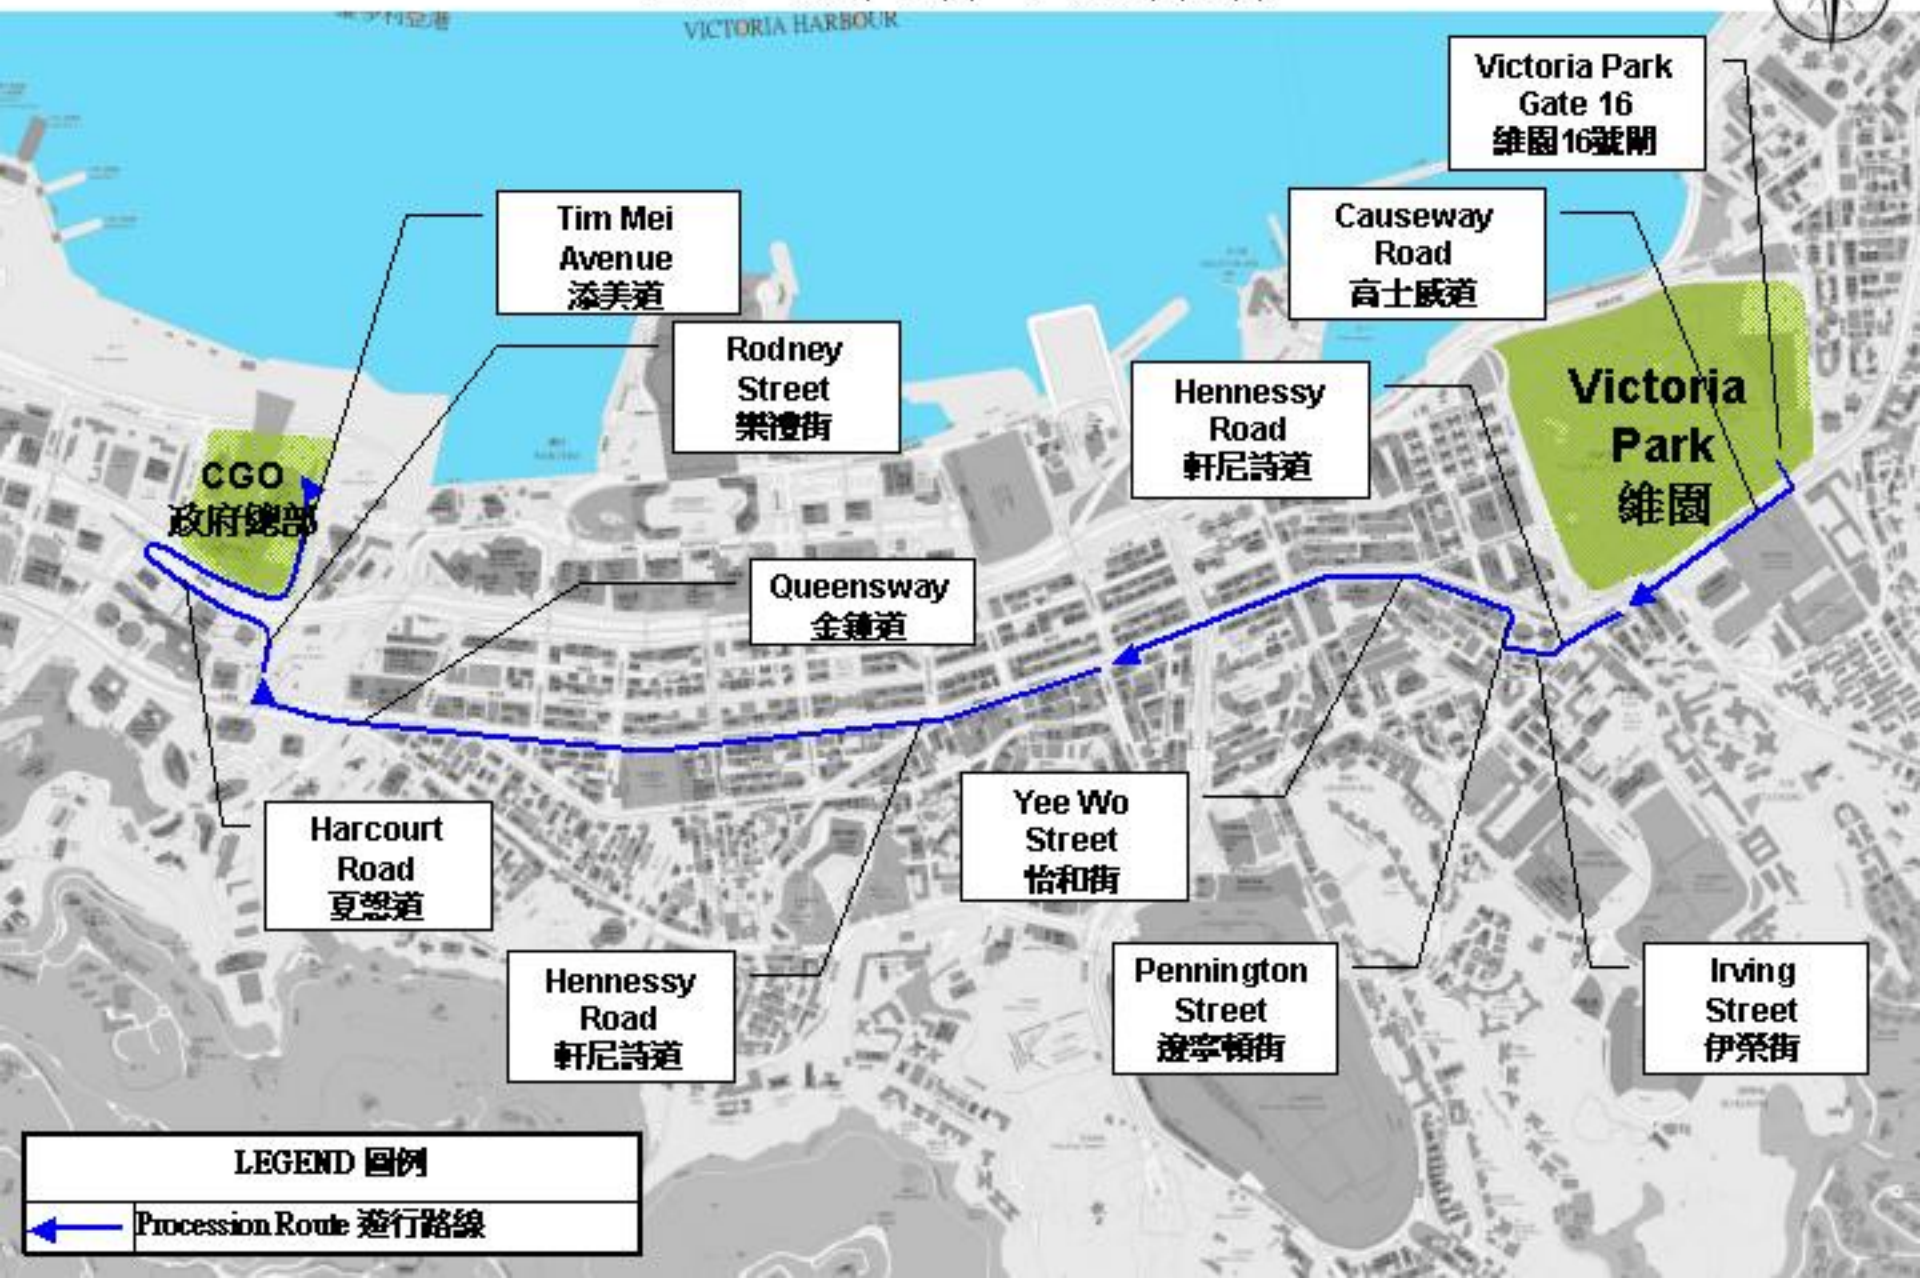 VICTORIA HARBOUR
Victoria Park
Gate 16
維園16號閘
Tim Mei
Avenue
添美道
Causeway
Road
高士威道
Rodney
Street
樂禮街
Hennessy
Road
軒尼詩道
Victoria
Park
維園
CGO
政府總部
Queensway
金鐘道
Harcourt
Road
夏慤道
Yee Wo
Street
怡和街
Hennessy
Road
軒尼詩道
Pennington
Street
邊寧頓街
Irving
Street
伊榮街
LEGEND 圖例
Procession Route 遊行路線